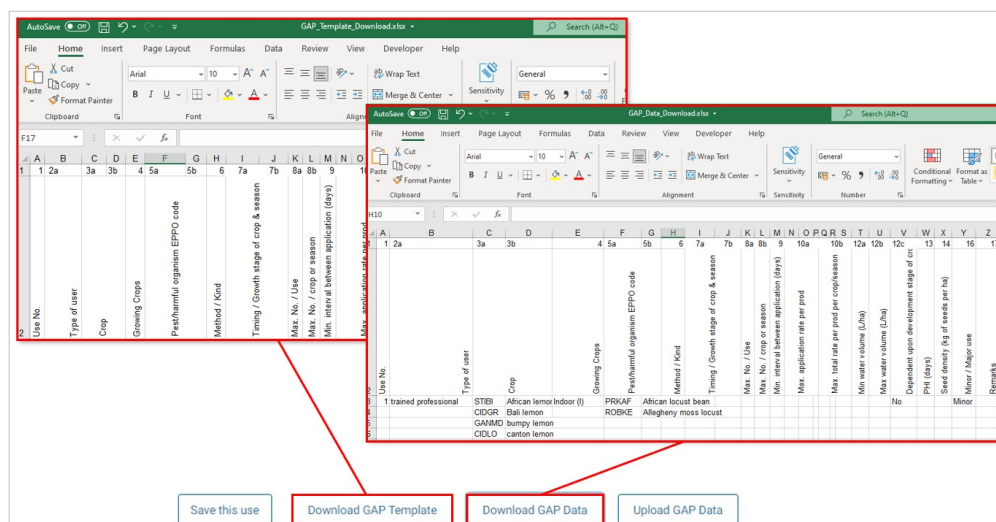 AutoSave Off GAP_Template_Download.xlsx Search (Alt+Q)
File Home Insert Page Layout Formulas Data Review View Developer Help
Paste
Cut
Copy
Format Painter
Clipboard
Arial 10
B I U
Font
Wrap Text
Merge & Center
Sensitivity
General
F17 fx
A B C D E F G H I J K L M N O
1 1 2a 3a 3b 4 5a 5b 6 7a 7b 8a 8b 9
2
Use No.
Type of user
Crop
Growing Crops
Pest/harmful organism EPPO code
Method / Kind
Timing / Growth stage of crop & season
Max. No. / Use
Max. No. / crop or season
Min. interval between application (days)
Max. application rate per prod
AutoSave Off GAP_Data_Download.xlsx Search (Alt+Q)
File Home Insert Page Layout Formulas Data Review View Developer Help
Paste
Cut
Copy
Format Painter
Clipboard
Arial 10
B I U
Font
Wrap Text
Merge & Center
Alignment
Sensitivity
Sensitivity
General
Number
Conditional Formatting
Format as Table
H10 fx
A B C D E F G H I J K L M N O P Q R S T U V W X Y Z
1 1 2a 3a 3b 4 5a 5b 6 7a 7b 8a 8b 9 10a 10b 12a 12b 12c 13 14 16
Use No.
Type of user
Crop
Growing Crops
Pest/harmful organism EPPO code
Method / Kind
Timing / Growth stage of crop & season
Max. No. / Use
Max. No. / crop or season
Min. interval between application (days)
Max. application rate per prod
Max. total rate per prod per crop/season
Min water volume (L/ha)
Max water volume (L/ha)
Dependent upon development stage of
PHI (days)
Seed density (kg of seeds per ha)
Minor / Major use
Remarks
1 trained professional STIBI African lemon Indoor (I) PRKAF African locust bean No Minor
CIDGR Bali lemon ROBKE Allegheny moss locust
GANMD bumpy lemon
CIDLO canton lemon
Save this use Download GAP Template Download GAP Data Upload GAP Data